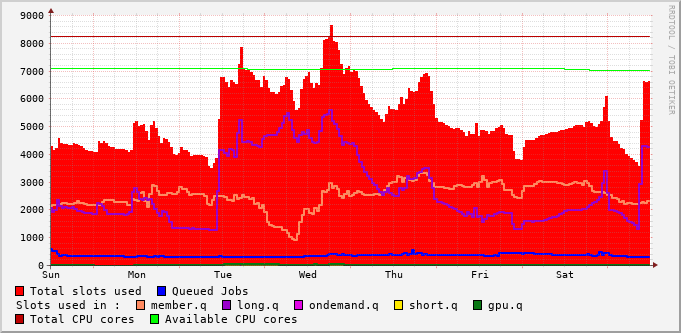 9000
8000
7000
6000
5000
4000
3000
2000
1000
0
Sun Mon Tue Wed Thu Fri Sat
RRDTOOL / TOBI OETIKER
Total slots used Queued Jobs
Slots used in : member.q long.q ondemand.q short.q gpu.q
Total CPU cores Available CPU cores